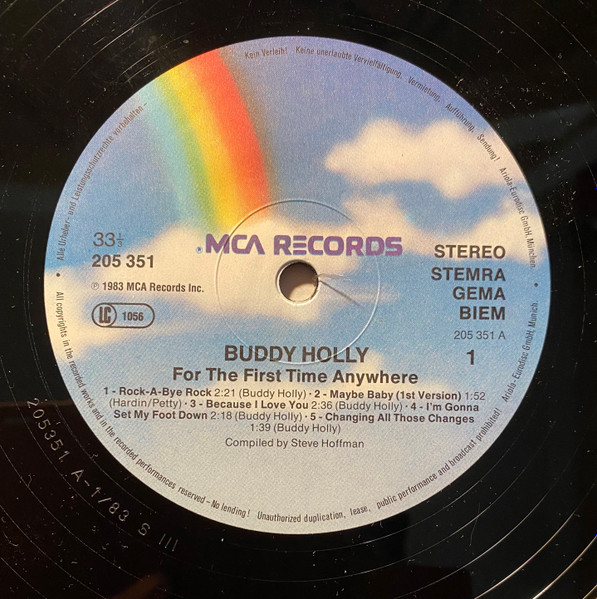 Alle Urheber- und Leistungsschutzrechte vorbehalten – Kein Verleih! Keine unerlaubte Vervielfältigung, Vermietung, Aufführung, Sendung! Ariola-Eurodisc GmbH, München.
33⅓
205 351
® MCA RECORDS
STEREO
STEMRA
GEMA
BIEM
℗ 1983 MCA Records Inc.
LC 1056
205 351 A
1
BUDDY HOLLY
For The First Time Anywhere
1 - Rock-A-Bye Rock 2:21 (Buddy Holly) · 2 - Maybe Baby (1st Version) 1:52
(Hardin/Petty) · 3 - Because I Love You 2:36 (Buddy Holly) · 4 - I'm Gonna
Set My Foot Down 2:18 (Buddy Holly) · 5 - Changing All Those Changes
1:39 (Buddy Holly)
Compiled by Steve Hoffman
· All copyrights in the recorded works and in the recorded performances reserved – No lending! Unauthorized duplication, lease, public performance and broadcast prohibited! Ariola-Eurodisc GmbH, Munich. ·
205351 A-1/83 S III